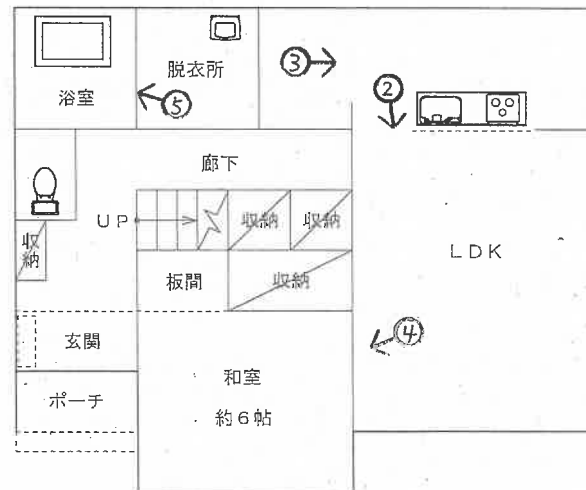 脱衣所
③
②
浴室
⑤
廊下
UP
収納
収納
LDK
収納
板間
収納
④
玄関
和室
ポーチ
約6帖